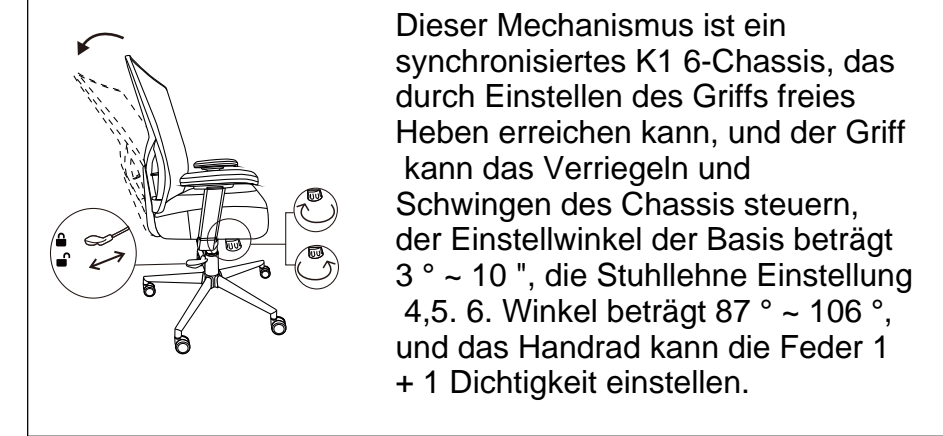 Dieser Mechanismus ist ein
synchronisiertes K1 6-Chassis, das
durch Einstellen des Griffs freies
Heben erreichen kann, und der Griff
kann das Verriegeln und
Schwingen des Chassis steuern,
der Einstellwinkel der Basis beträgt
3 ° ~ 10 ", die Stuhllehne Einstellung
4,5. 6. Winkel beträgt 87 ° ~ 106 °,
und das Handrad kann die Feder 1
+ 1 Dichtigkeit einstellen.